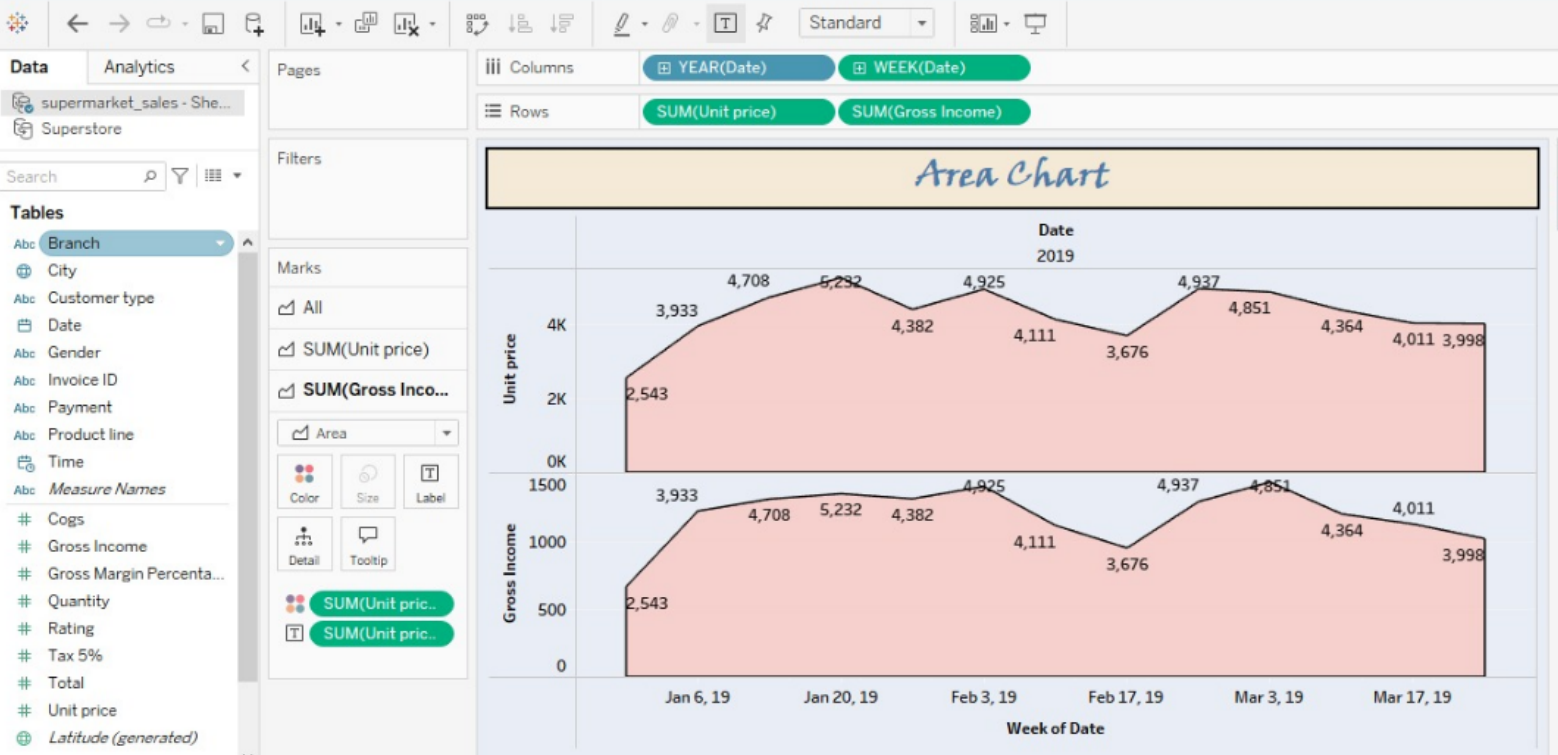 Standard
Data
Analytics
supermarket_sales - She...
Superstore
Search
Tables
Abc Branch
City
Abc Customer type
Date
Abc Gender
Abc Invoice ID
Abc Payment
Abc Product line
Time
Abc Measure Names
# Cogs
# Gross Income
# Gross Margin Percenta...
# Quantity
# Rating
# Tax 5%
# Total
# Unit price
Latitude (generated)
Pages
Filters
Marks
All
SUM(Unit price)
SUM(Gross Inco...
Area
Color
Size
T
Label
Detail
Tooltip
SUM(Unit pric..
T SUM(Unit pric..
Columns
YEAR(Date)
WEEK(Date)
Rows
SUM(Unit price)
SUM(Gross Income)
Area Chart
Date
2019
Unit price
4K
2K
0K
2,543
3,933
4,708
5,232
4,382
4,925
4,111
3,676
4,937
4,851
4,364
4,011
3,998
Gross Income
1500
1000
500
0
2,543
3,933
4,708
5,232
4,382
4,925
4,111
3,676
4,937
4,851
4,364
4,011
3,998
Jan 6, 19
Jan 20, 19
Feb 3, 19
Feb 17, 19
Mar 3, 19
Mar 17, 19
Week of Date